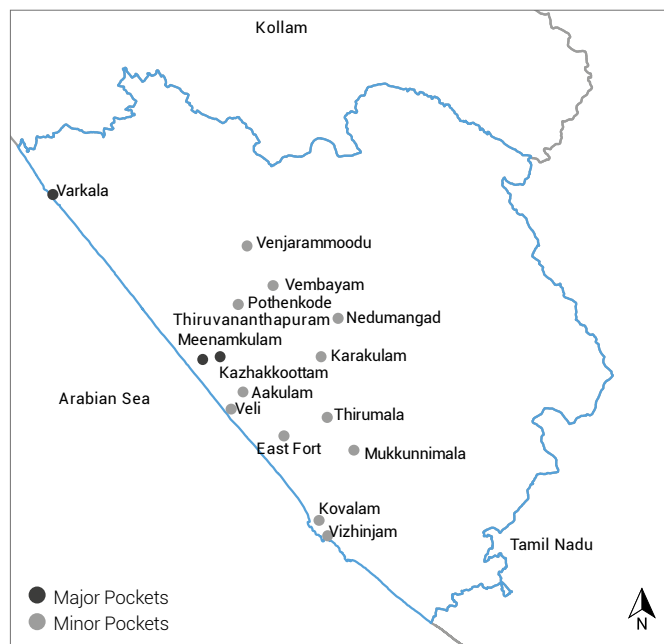 Kollam
Varkala
Venjarammoodu
Vembayam
Pothenkode
Thiruvananthapuram
Nedumangad
Meenamkulam
Karakulam
Kazhakkoottam
Arabian Sea
Aakulam
Veli
Thirumala
East Fort
Mukkunnimala
Kovalam
Vizhinjam
Tamil Nadu
Major Pockets
Minor Pockets
N